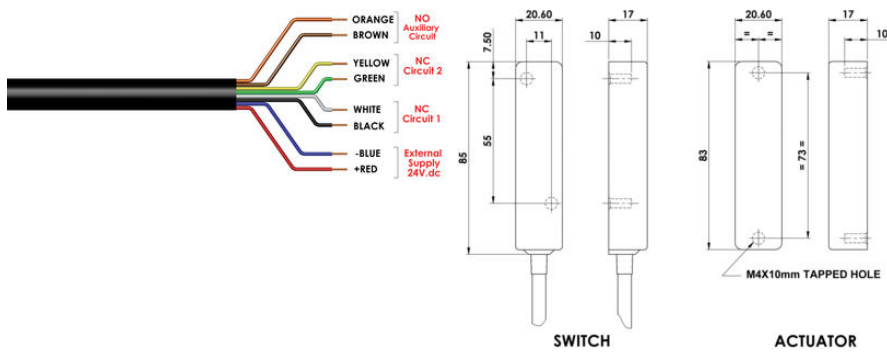 ORANGE
BROWN
NO
Auxiliary
Circuit
YELLOW
GREEN
NC
Circuit 2
WHITE
BLACK
NC
Circuit 1
-BLUE
+RED
External
Supply
24V.dc
20.60
11
7.50
85
55
17
10
SWITCH
20.60
= =
83
= 73 =
17
10
M4X10mm TAPPED HOLE
ACTUATOR